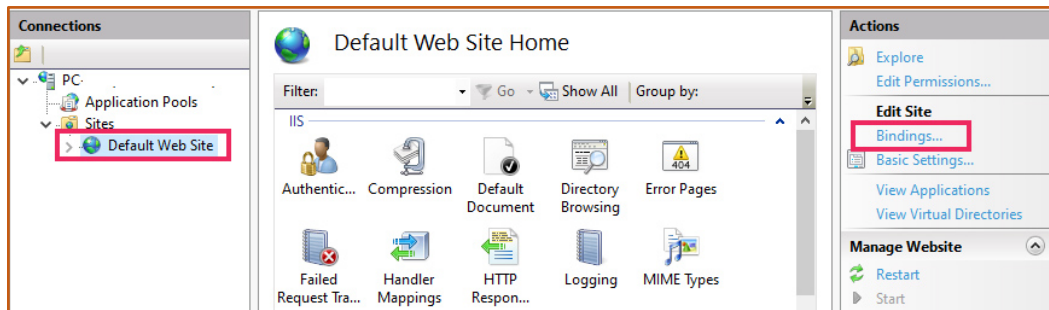 Connections
PC
Application Pools
Sites
Default Web Site
Default Web Site Home
Filter:
Go
Show All
Group by:
IIS
Authentic...
Compression
Default
Document
Directory
Browsing
404
Error Pages
Failed
Request Tra...
Handler
Mappings
HTTP
Respon...
Logging
MIME Types
Actions
Explore
Edit Permissions...
Edit Site
Bindings...
Basic Settings...
View Applications
View Virtual Directories
Manage Website
Restart
Start